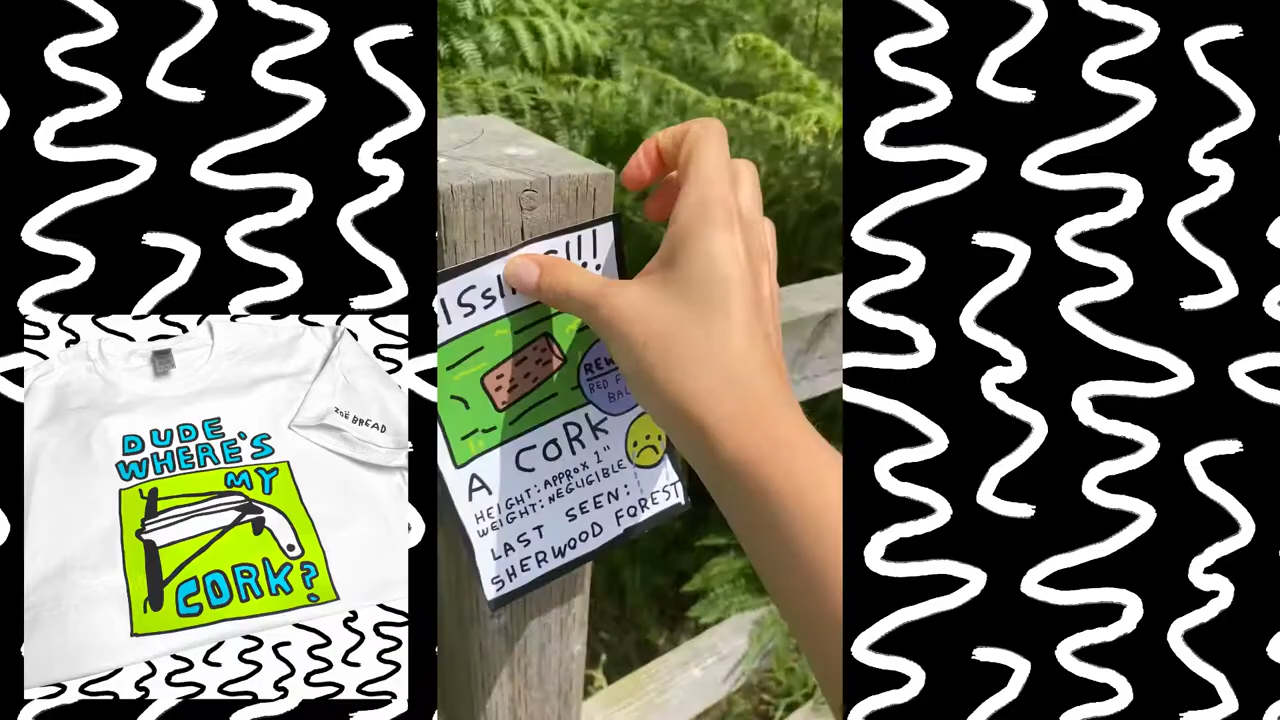 DUDE
WHERE'S
MY
CORK?
ZOË BREAD
A CORK
HEIGHT: APPROX 1"
WEIGHT: NEGLIGIBLE
LAST SEEN:
SHERWOOD FOREST